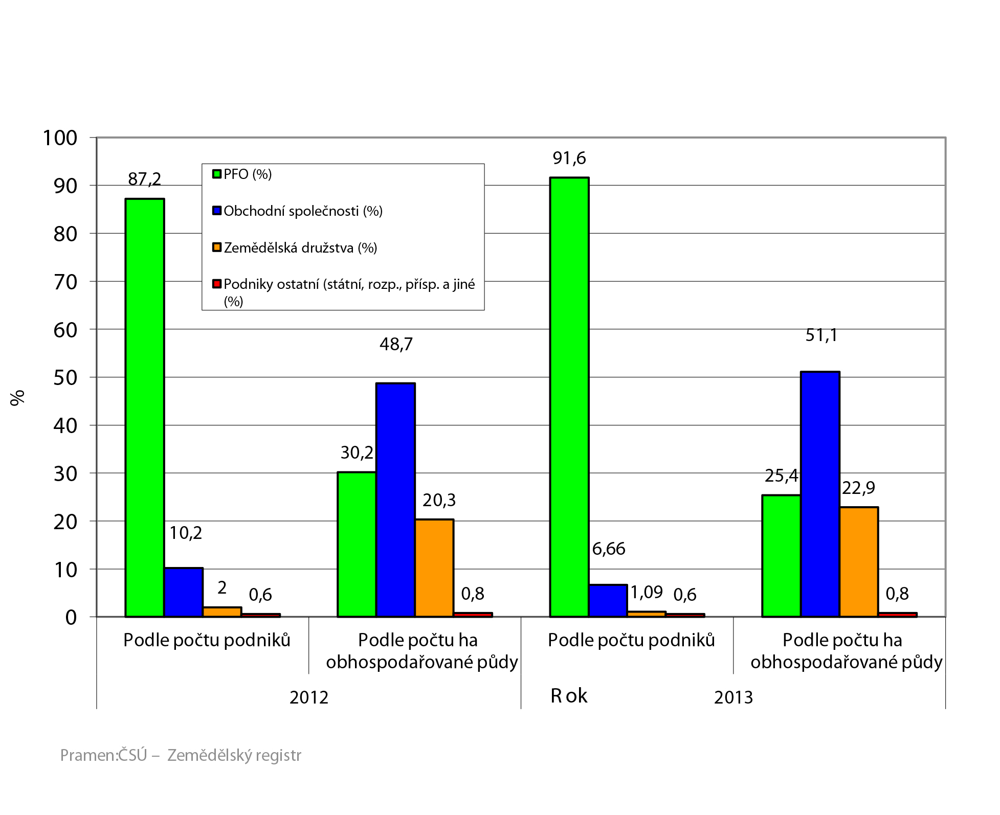 100
90
80
70
60
50
40
30
20
10
0
%
PFO (%)
Obchodní společnosti (%)
Zemědělská družstva (%)
Podniky ostatní (státní, rozp., přísp. a jiné
(%)
87,2
10,2
2
0,6
30,2
48,7
20,3
0,8
91,6
6,66
1,09
0,6
25,4
51,1
22,9
0,8
Podle počtu podniků
Podle počtu ha
obhospodařované půdy
Podle počtu podniků
Podle počtu ha
obhospodařované půdy
2012
Rok
2013
Pramen:ČSÚ – Zemědělský registr